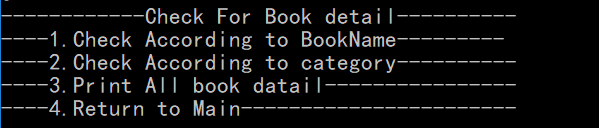 ------------Check For Book detail----------
----1.Check According to BookName---------
----2.Check According to category----------
----3.Print All book datail----------------
----4.Return to Main-----------------------